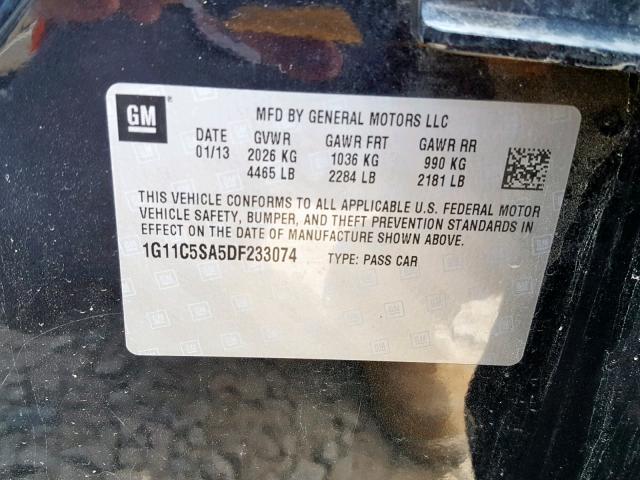 GM ®
MFD BY GENERAL MOTORS LLC
DATE GVWR GAWR FRT GAWR RR
01/13 2026 KG 1036 KG 990 KG
4465 LB 2284 LB 2181 LB
THIS VEHICLE CONFORMS TO ALL APPLICABLE U.S. FEDERAL MOTOR
VEHICLE SAFETY, BUMPER, AND THEFT PREVENTION STANDARDS IN
EFFECT ON THE DATE OF MANUFACTURE SHOWN ABOVE.
1G11C5SA5DF233074 TYPE: PASS CAR